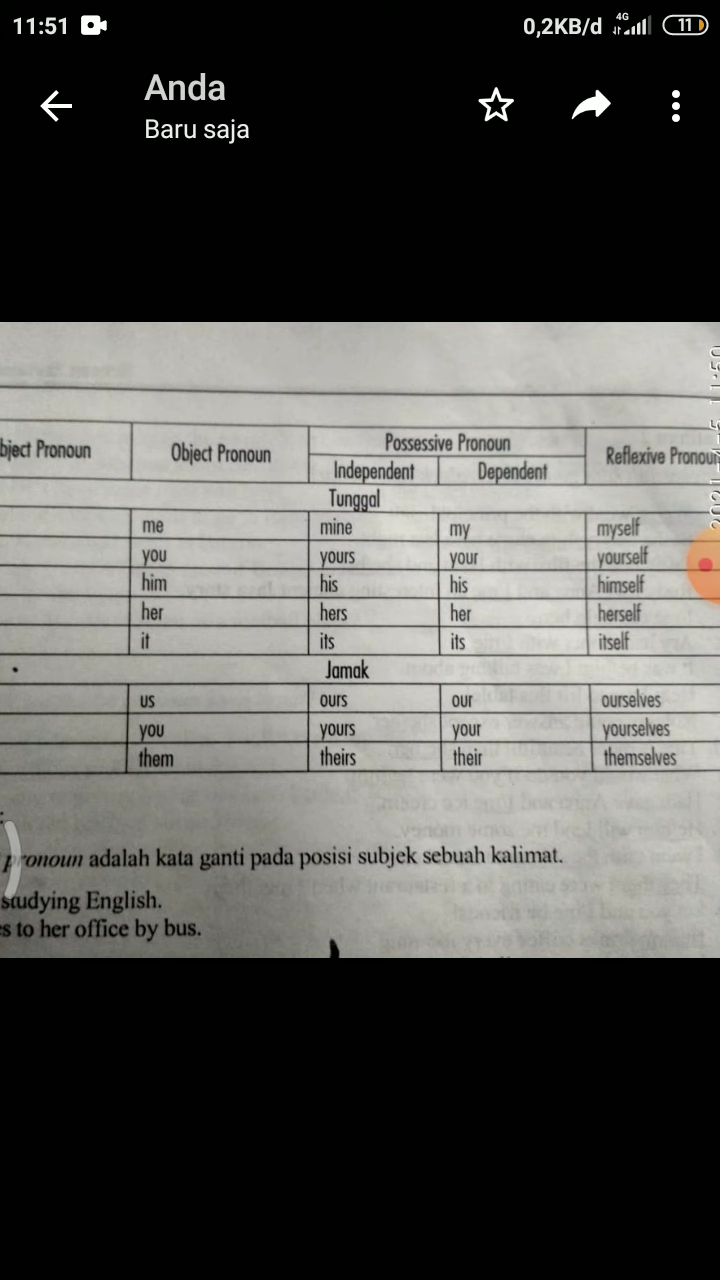 11:51 0,2KB/d 4G 11
Anda
Baru saja
Pronoun Object Pronoun Possessive Pronoun Reflexive
Independent Dependent
Tunggal
me mine my myself
you yours your yourself
him his his himself
her hers her herself
it its its itself
Jamak
us ours our ourselves
you yours your yourselves
them theirs their themselves
pronoun adalah kata ganti pada posisi subjek sebuah kalimat.
studying English.
to her office by bus.